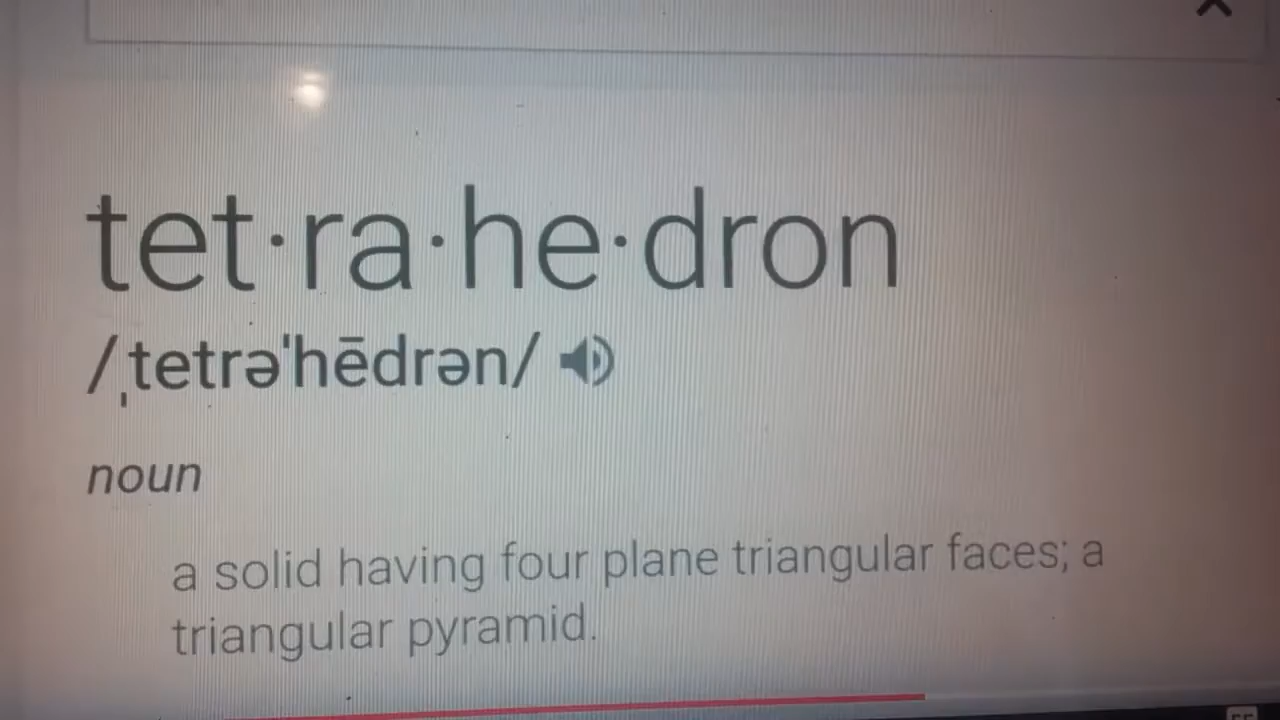 tet·ra·he·dron
/ˌtetrəˈhēdrən/
noun
a solid having four plane triangular faces; a
triangular pyramid.